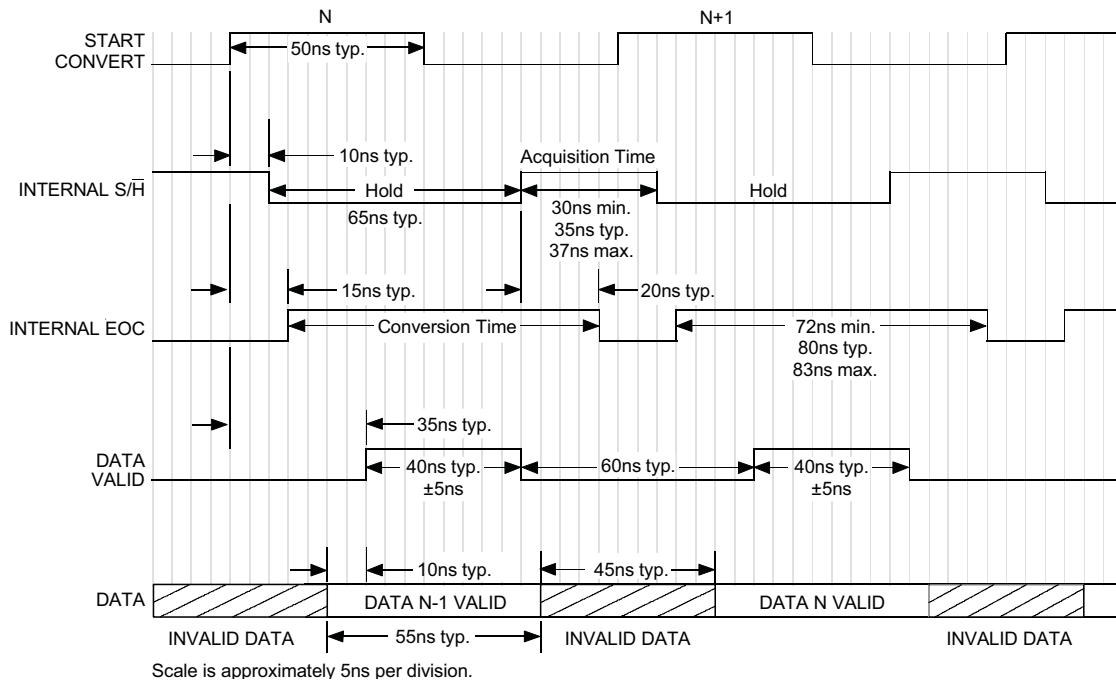 N
N+1
START
CONVERT
50ns typ.
10ns typ.
Acquisition Time
INTERNAL S/H̅
Hold
Hold
65ns typ.
30ns min.
35ns typ.
37ns max.
15ns typ.
20ns typ.
INTERNAL EOC
Conversion Time
72ns min.
80ns typ.
83ns max.
35ns typ.
DATA
VALID
40ns typ.
±5ns
60ns typ.
40ns typ.
±5ns
10ns typ.
45ns typ.
DATA
DATA N-1 VALID
DATA N VALID
INVALID DATA
55ns typ.
INVALID DATA
INVALID DATA
Scale is approximately 5ns per division.